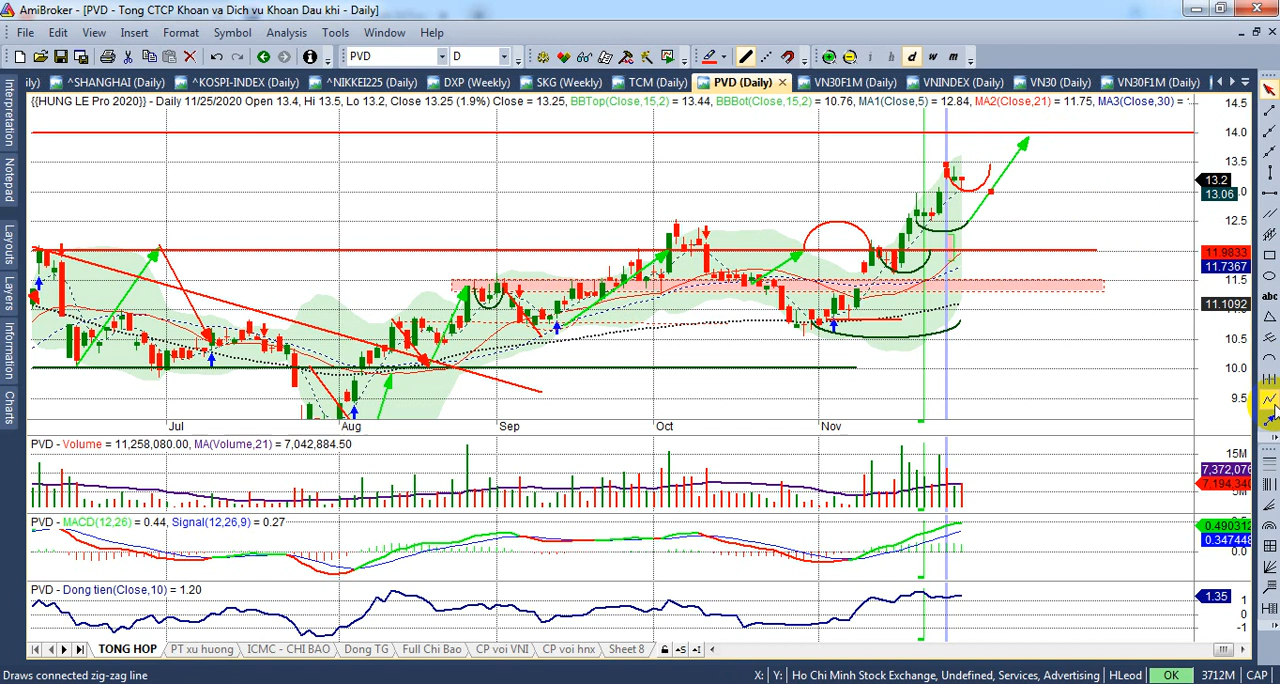 AmiBroker - [PVD - Tong CTCP Khoan va Dich vu Khoan Dau khi - Daily]
File Edit View Insert Format Symbol Analysis Tools Window Help
PVD D i h d w m
ily) ^SHANGHAI (Daily) ^KOSPI-INDEX (Daily) ^NIKKEI225 (Daily) DXP (Weekly) SKG (Weekly) TCM (Daily) PVD (Daily) VN30F1M (Daily) VNINDEX (Daily) VN30 (Daily) VN30F1M (Daily)
{{HUNG LE Pro 2020}} - Daily 11/25/2020 Open 13.4, Hi 13.5, Lo 13.2, Close 13.25 (1.9%) Close = 13.25, BBTop(Close,15,2) = 13.44, BBBot(Close,15,2) = 10.76, MA1(Close,5) = 12.84, MA2(Close,21) = 11.75, MA3(Close,30) =
14.5
14.0
13.5
13.2
13.0
13.06
12.5
11.9833
11.7367
11.5
11.1092
10.5
10.0
9.5
Jul Aug Sep Oct Nov
PVD - Volume = 11,258,080.00, MA(Volume,21) = 7,042,884.50
15M
7,372,076
7,194,340
5M
PVD - MACD(12,26) = 0.44, Signal(12,26,9) = 0.27
0.490312
0.347448
0.0
PVD - Dong tien(Close,10) = 1.20
1.35
1
0
-1
TONG HOP PT xu huong ICMC - CHI BAO Dong TG Full Chi Bao CP voi VNI CP voi hnx Sheet 8
Draws connected zig-zag line X: Y: Ho Chi Minh Stock Exchange, Undefined, Services, Advertising HLeod OK 3712M CAP
Interpretation
Notepad
Layouts
Layers
Information
Charts
abc